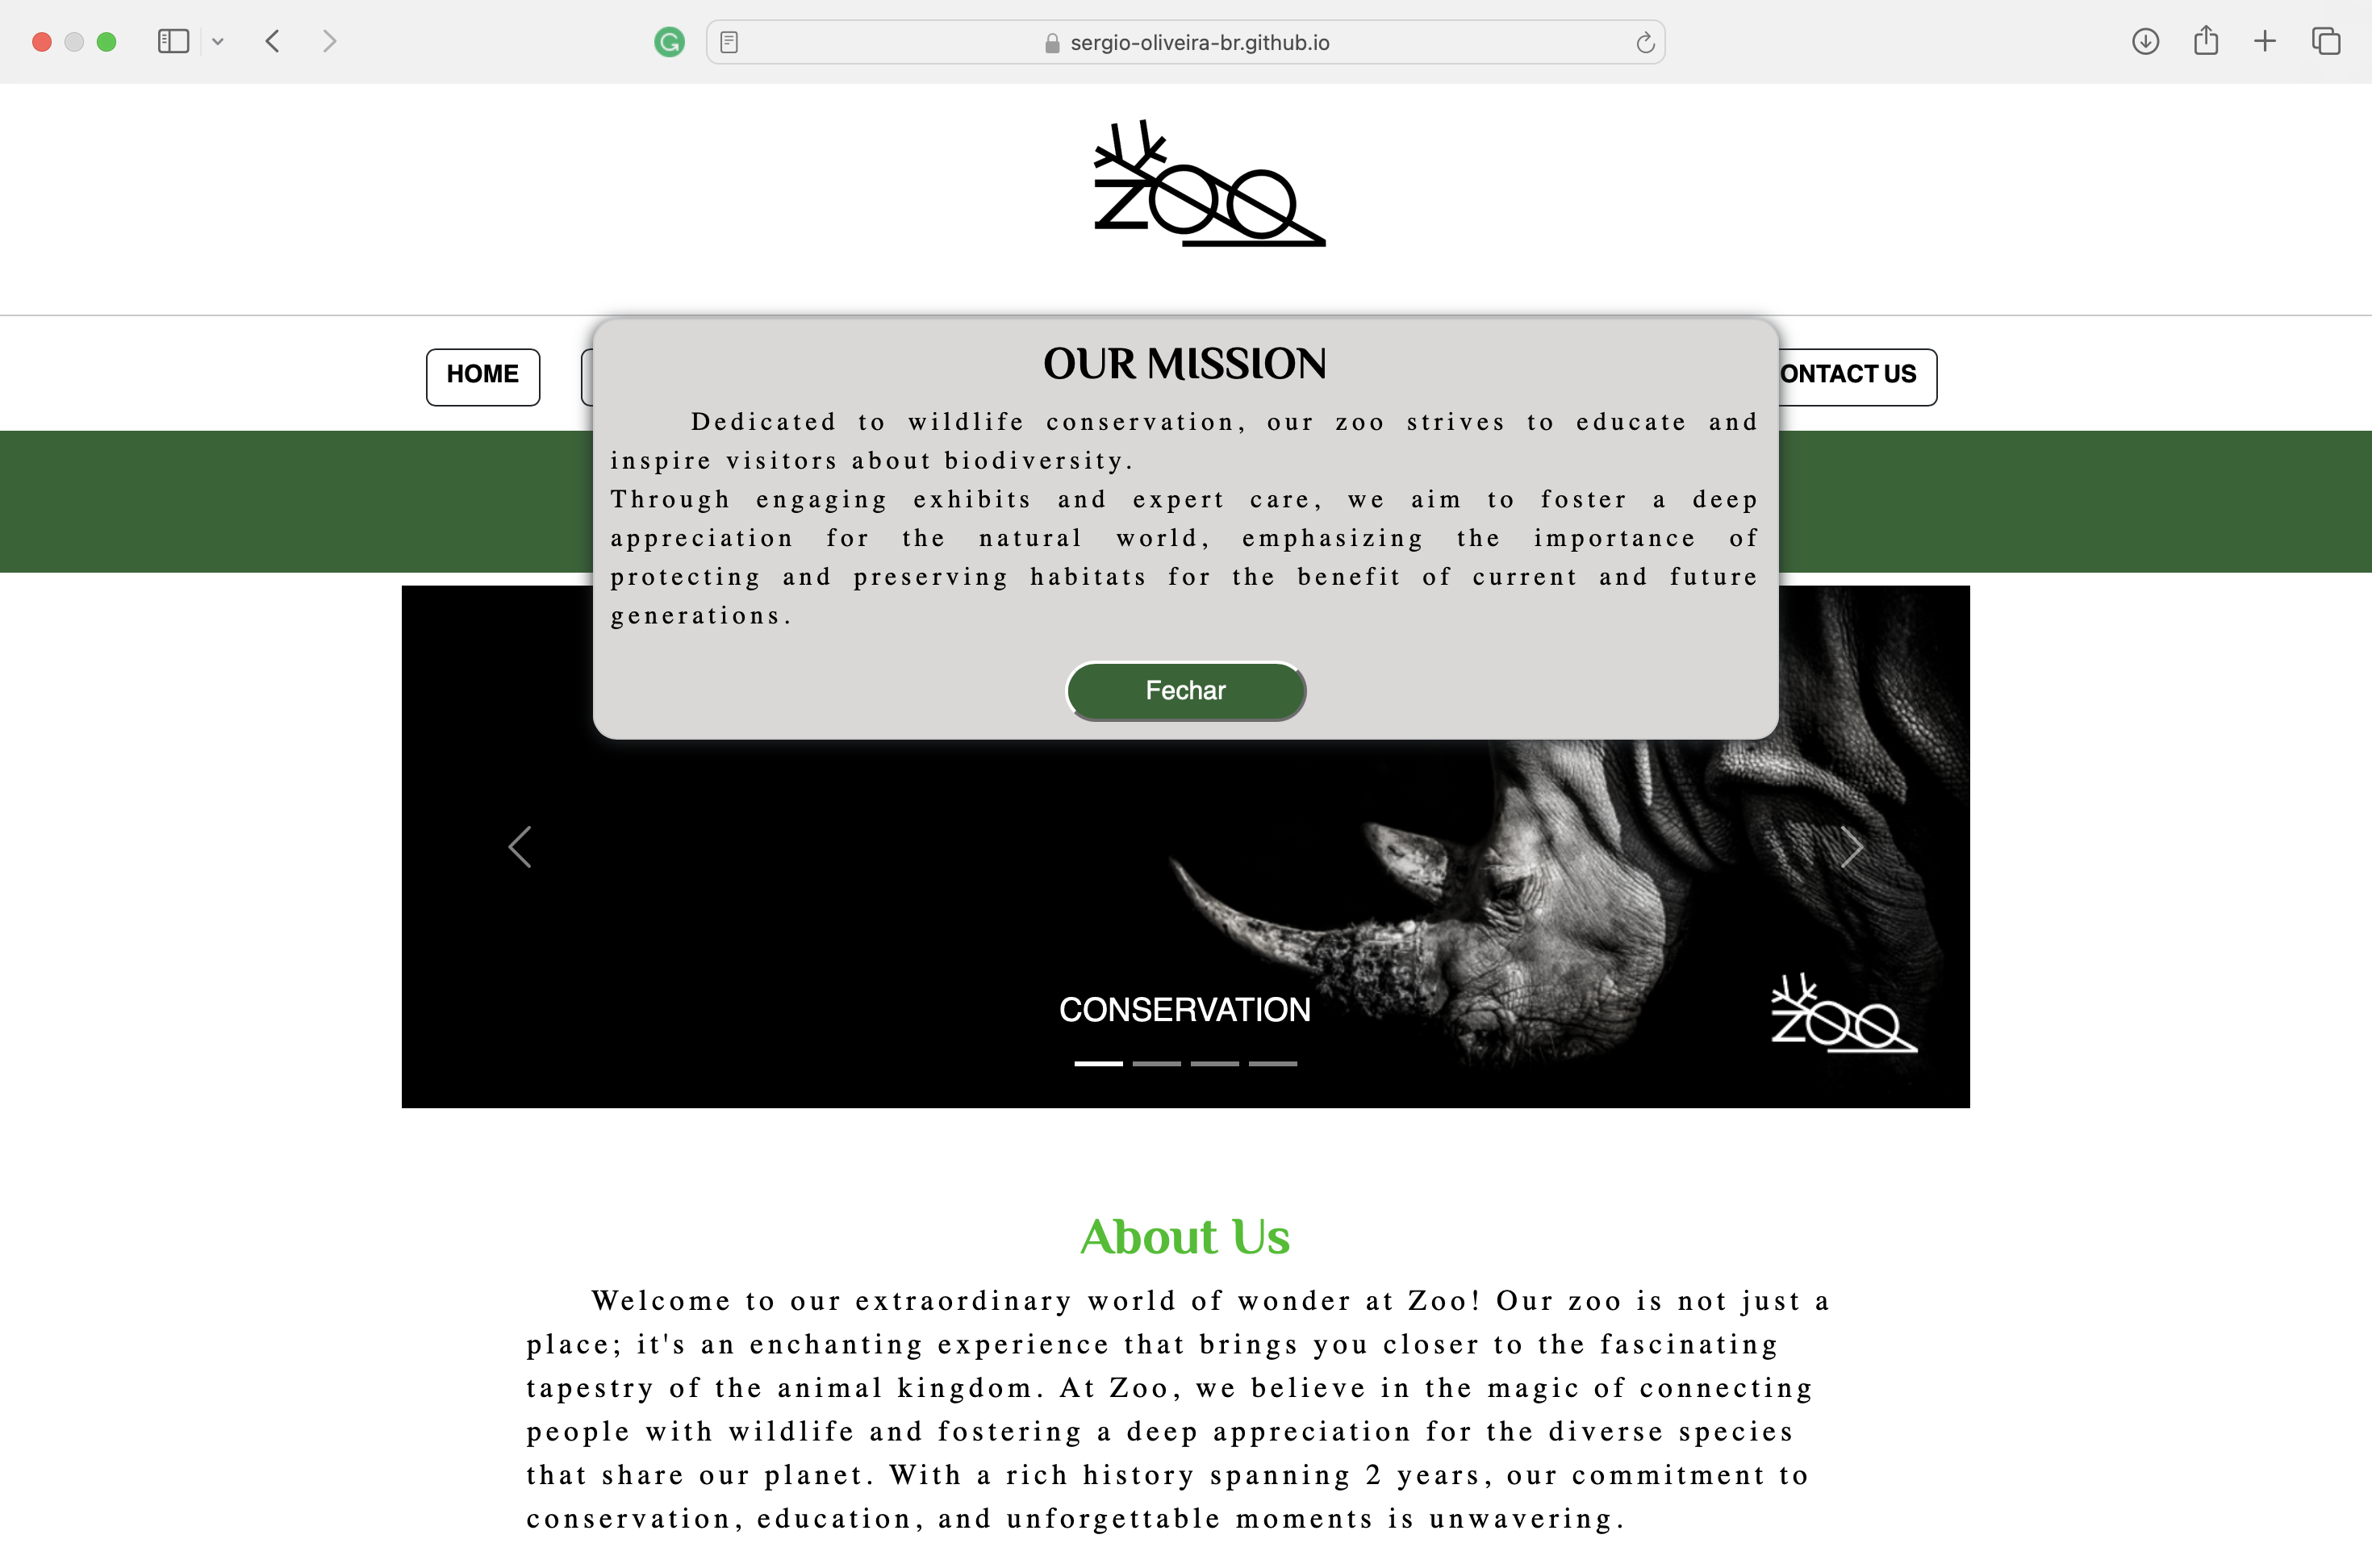 sergio-oliveira-br.github.io
ZOO
HOME
ONTACT US
OUR MISSION
Dedicated to wildlife conservation, our zoo strives to educate and
inspire visitors about biodiversity.
Through engaging exhibits and expert care, we aim to foster a deep
appreciation for the natural world, emphasizing the importance of
protecting and preserving habitats for the benefit of current and future
generations.
Fechar
CONSERVATION
ZOO
About Us
Welcome to our extraordinary world of wonder at Zoo! Our zoo is not just a
place; it's an enchanting experience that brings you closer to the fascinating
tapestry of the animal kingdom. At Zoo, we believe in the magic of connecting
people with wildlife and fostering a deep appreciation for the diverse species
that share our planet. With a rich history spanning 2 years, our commitment to
conservation, education, and unforgettable moments is unwavering.